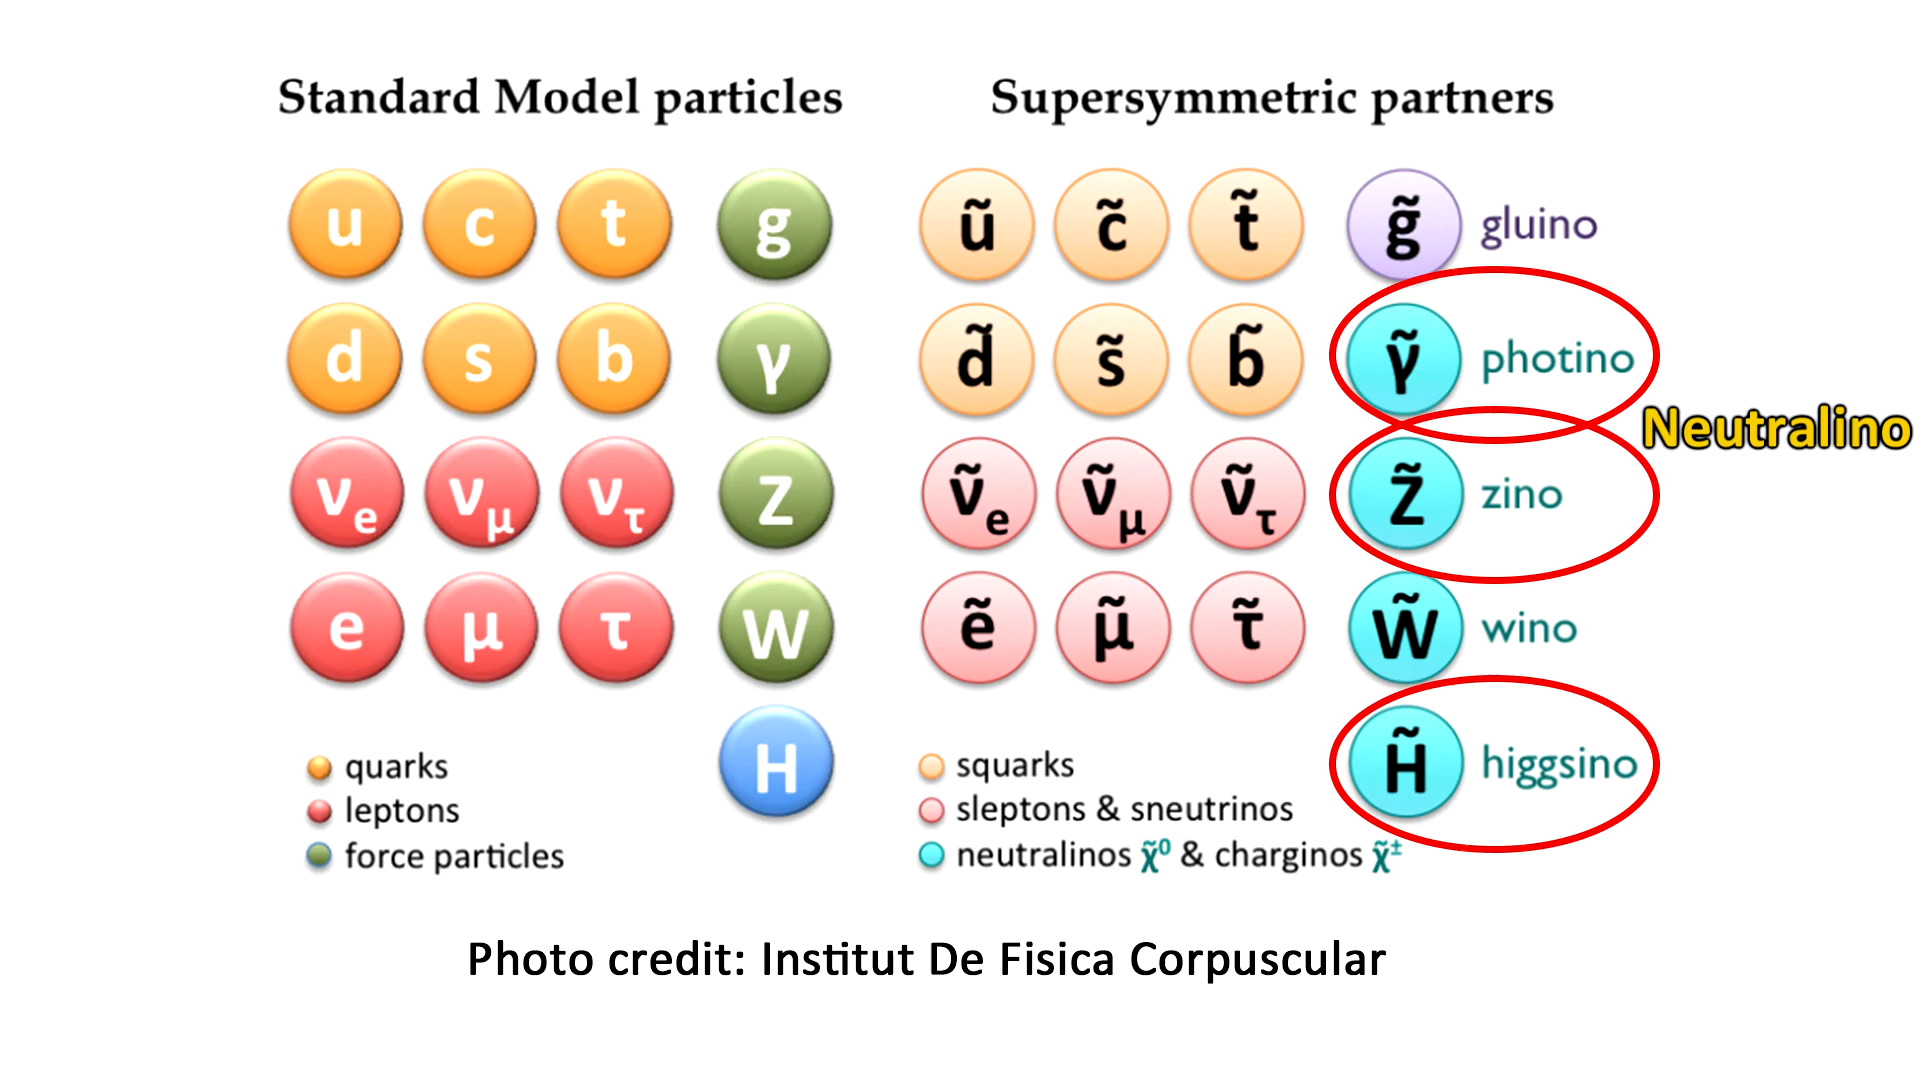 Standard Model particles
Supersymmetric partners
u c t g
ũ c̃ t̃ g̃ gluino
d s b γ
d̃ s̃ b̃ γ̃ photino
Neutralino
νe νμ ντ Z
ν̃e ν̃μ ν̃τ Z̃ zino
e μ τ W
ẽ μ̃ τ̃ W̃ wino
H
H̃ higgsino
quarks
leptons
force particles
squarks
sleptons & sneutrinos
neutralinos χ̃⁰ & charginos χ̃±
Photo credit: Institut De Fisica Corpuscular